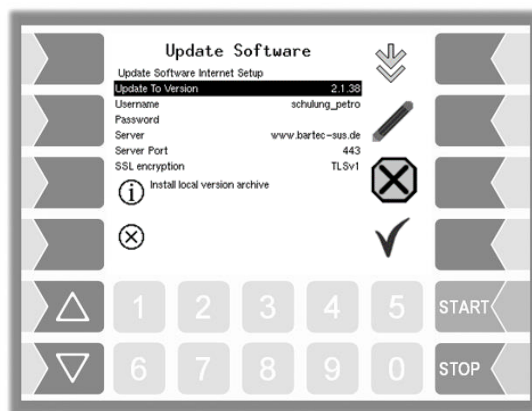 Update Software
Update Software Internet Setup
Update To Version 2.1.38
Username schulung_petro
Password
Server www.bartec-sus.de
Server Port 443
SSL encryption TLSv1
i Install local version archive
1 2 3 4 5 START
6 7 8 9 0 STOP